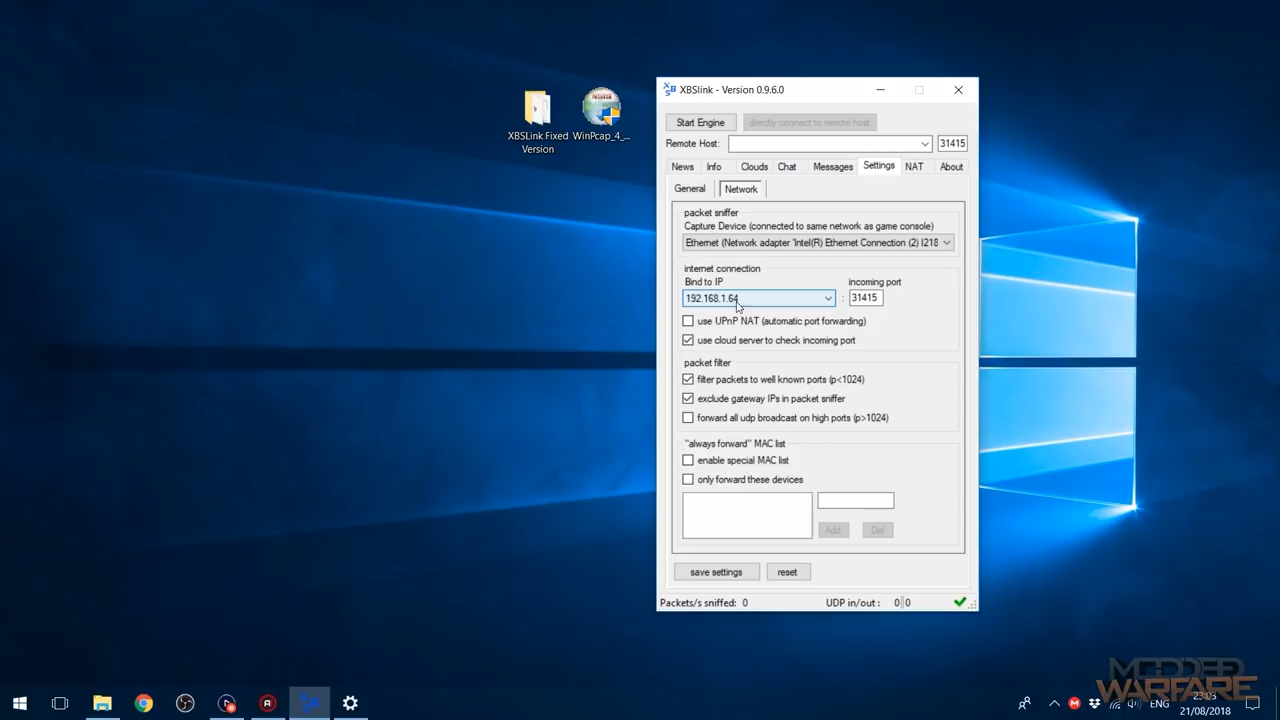 XBSLink Fixed
Version
WinPcap_4_...
XBSlink - Version 0.9.6.0
Start Engine
directly connect to remote host
Remote Host:
31415
News
Info
Clouds
Chat
Messages
Settings
NAT
About
General
Network
packet sniffer
Capture Device (connected to same network as game console)
Ethernet (Network adapter 'Intel(R) Ethernet Connection (2) I218
internet connection
Bind to IP
incoming port
192.168.1.64
:
31415
use UPnP NAT (automatic port forwarding)
use cloud server to check incoming port
packet filter
filter packets to well known ports (p<1024)
exclude gateway IPs in packet sniffer
forward all udp broadcast on high ports (p>1024)
"always forward" MAC list
enable special MAC list
only forward these devices
Add
Del
save settings
reset
Packets/s sniffed: 0
UDP in/out : 0 0
MODDED
WARFARE
ENG
23:03
21/08/2018